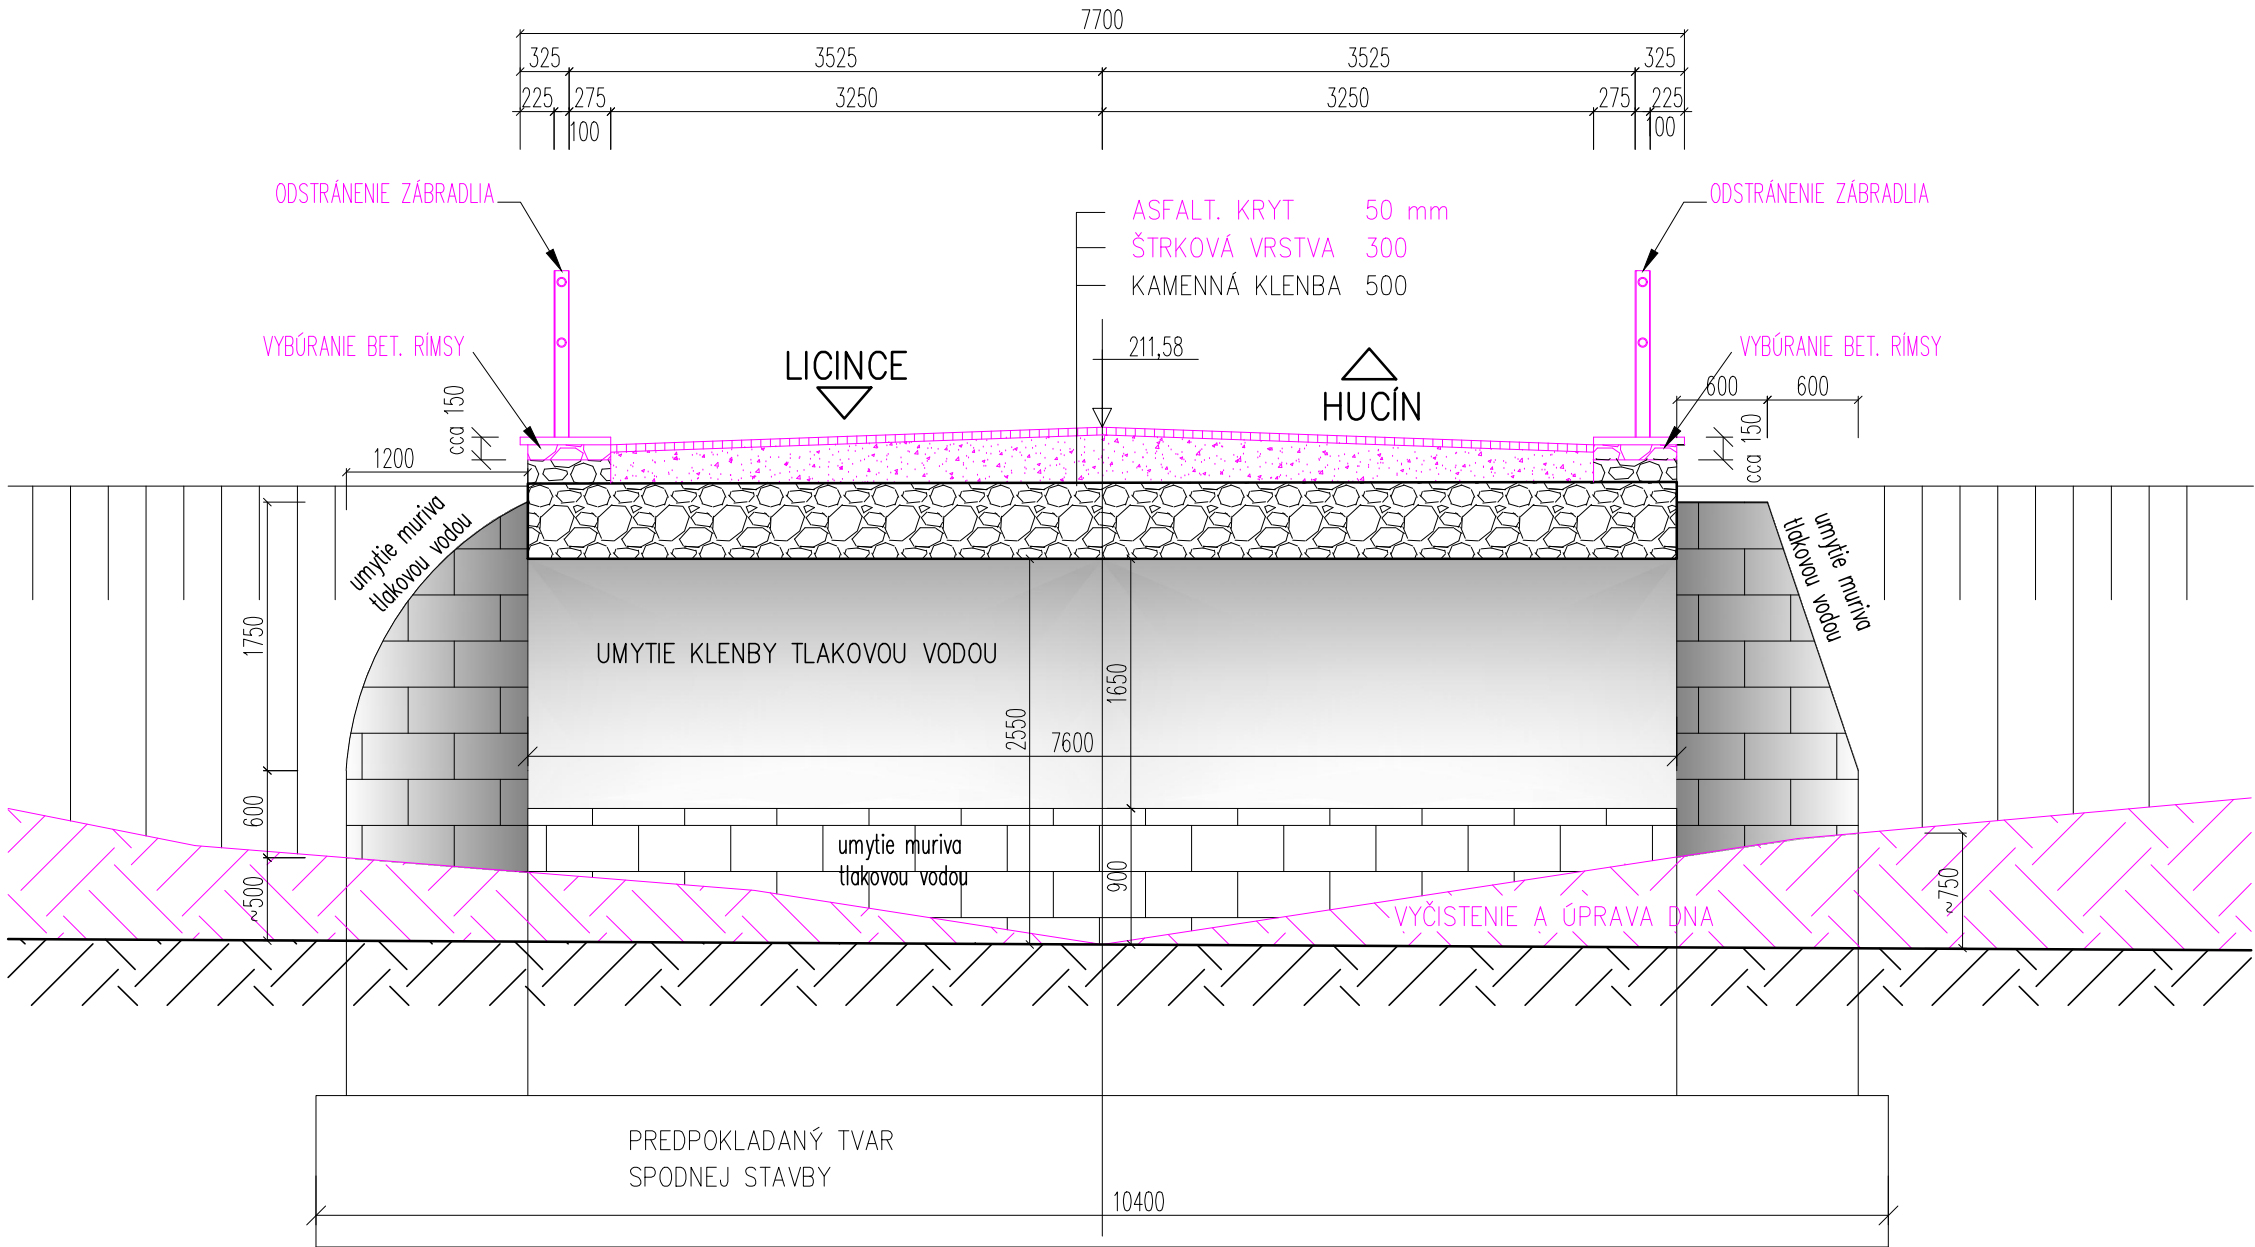 7700
325 3525 3525 325
225 275 3250 3250 275 225
100 100
ODSTRÁNENIE ZÁBRADLIA
ODSTRÁNENIE ZÁBRADLIA
ASFALT. KRYT 50 mm
ŠTRKOVÁ VRSTVA 300
KAMENNÁ KLENBA 500
VYBÚRANIE BET. RÍMSY
VYBÚRANIE BET. RÍMSY
LICINCE
211,58
HUCÍN
600 600
cca 150
cca 150
1200
umytie muriva
tlakovou vodou
umytie muriva
tlakovou vodou
1750
UMYTIE KLENBY TLAKOVOU VODOU
1650
2550
7600
600
umytie muriva
tlakovou vodou
900
~500
~750
VYČISTENIE A ÚPRAVA DNA
PREDPOKLADANÝ TVAR
SPODNEJ STAVBY
10400